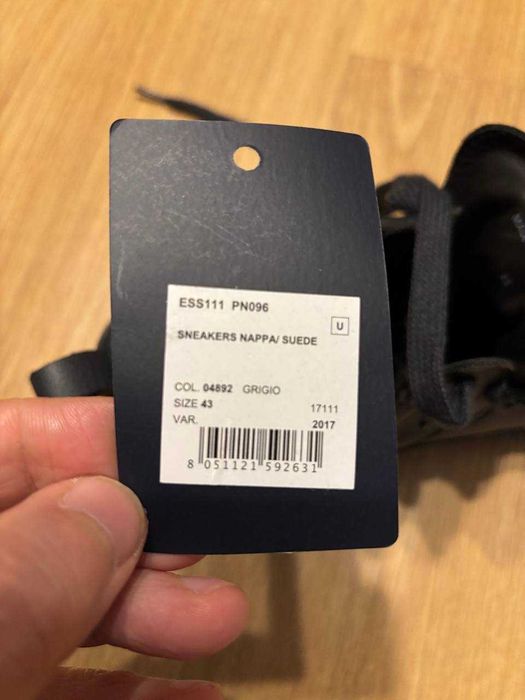 ESS111 PN096
U
SNEAKERS NAPPA/ SUEDE
COL. 04892 GRIGIO
SIZE 43 17111
VAR. 2017
8 051121 592631